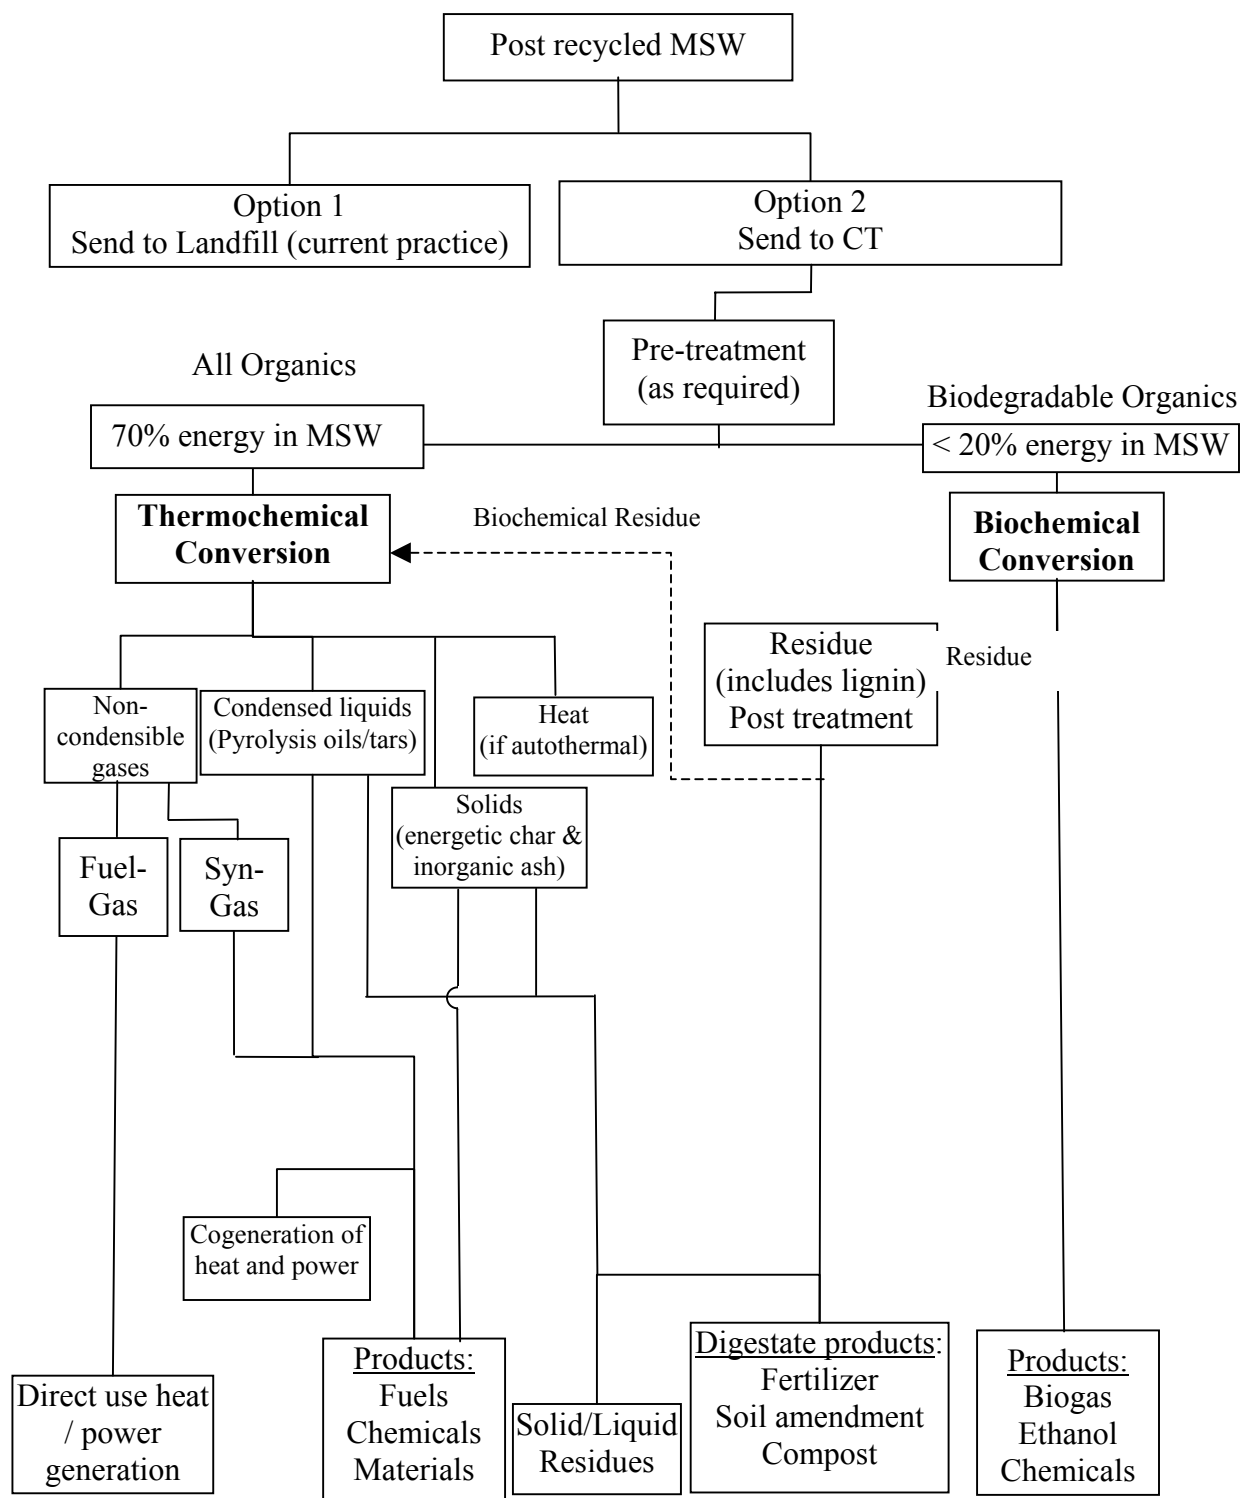 Post recycled MSW
Option 1
Send to Landfill (current practice)
Option 2
Send to CT
Pre-treatment
(as required)
All Organics
70% energy in MSW
Biodegradable Organics
< 20% energy in MSW
Thermochemical
Conversion
Biochemical Residue
Biochemical
Conversion
Residue
(includes lignin)
Post treatment
Residue
Non-
condensible
gases
Condensed liquids
(Pyrolysis oils/tars)
Heat
(if autothermal)
Solids
(energetic char &
inorganic ash)
Fuel-
Gas
Syn-
Gas
Cogeneration of
heat and power
Direct use heat
/ power
generation
Products:
Fuels
Chemicals
Materials
Solid/Liquid
Residues
Digestate products:
Fertilizer
Soil amendment
Compost
Products:
Biogas
Ethanol
Chemicals